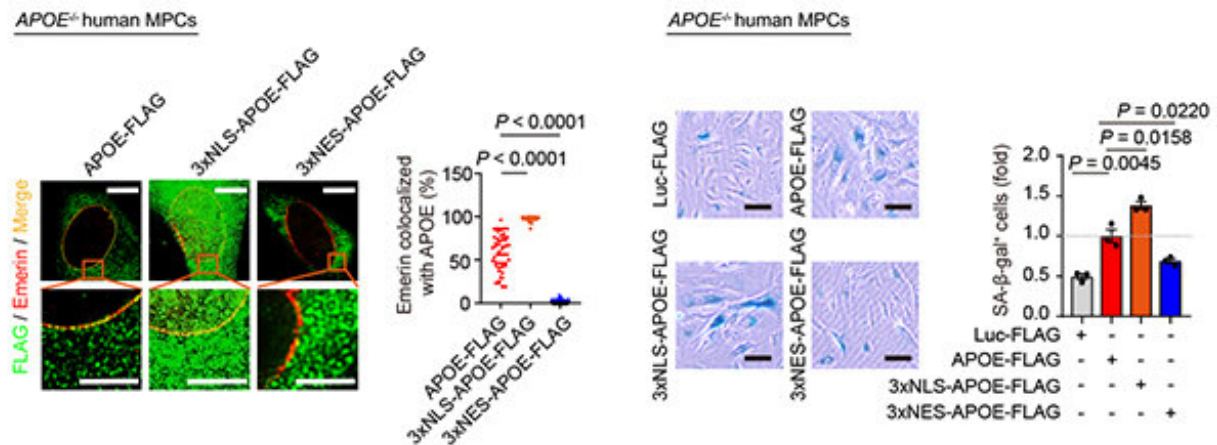 APOE-/- human MPCs
APOE-FLAG
3xNLS-APOE-FLAG
3xNES-APOE-FLAG
FLAG / Emerin / Merge
Emerin colocalized
with APOE (%)
P < 0.0001
P < 0.0001
150
100
50
0
APOE-FLAG
3xNLS-APOE-FLAG
3xNES-APOE-FLAG
APOE-/- human MPCs
Luc-FLAG
APOE-FLAG
3xNLS-APOE-FLAG
3xNES-APOE-FLAG
SA-β-gal+ cells (fold)
P = 0.0220
P = 0.0158
P = 0.0045
2.0
1.5
1.0
0.5
0.0
Luc-FLAG + - - -
APOE-FLAG - + - -
3xNLS-APOE-FLAG - - + -
3xNES-APOE-FLAG - - - +